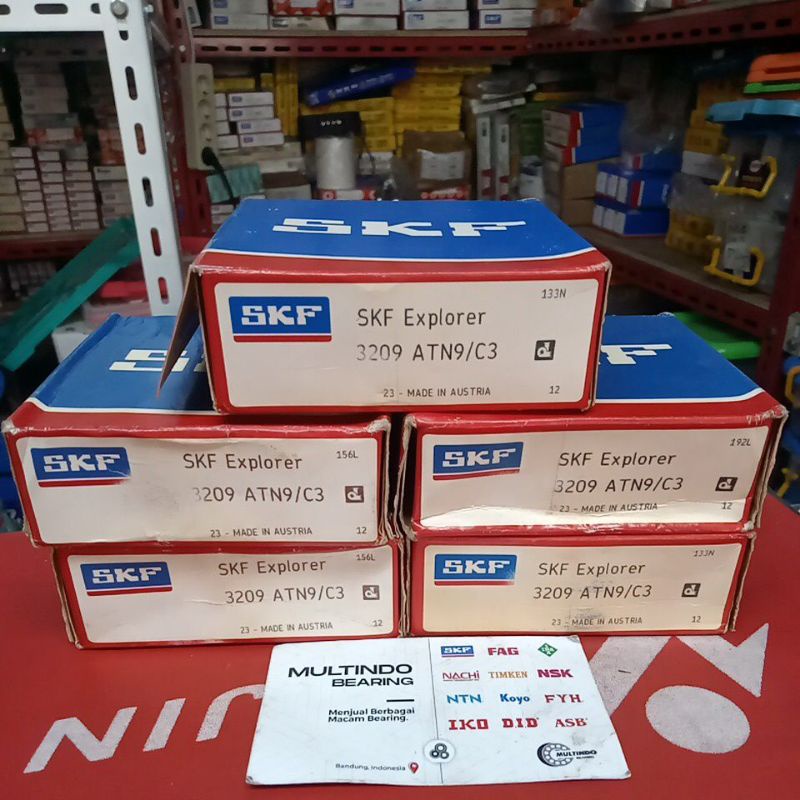 SKF
133N
SKF
SKF Explorer
3209 ATN9/C3
23 - MADE IN AUSTRIA
12
156L
SKF
SKF Explorer
3209 ATN9/C3
23 - MADE IN AUSTRIA
12
192L
SKF
SKF Explorer
3209 ATN9/C3
23 - MADE IN AUSTRIA
12
156L
SKF
SKF Explorer
3209 ATN9/C3
23 - MADE IN AUSTRIA
12
133N
SKF
SKF Explorer
3209 ATN9/C3
23 - MADE IN AUSTRIA
12
MULTINDO
BEARING
Menjual Berbagai
Macam Bearing.
Bandung, Indonesia
SKF FAG
NACHI TIMKEN NSK
NTN Koyo FYH
IKO DID ASB
MULTINDO